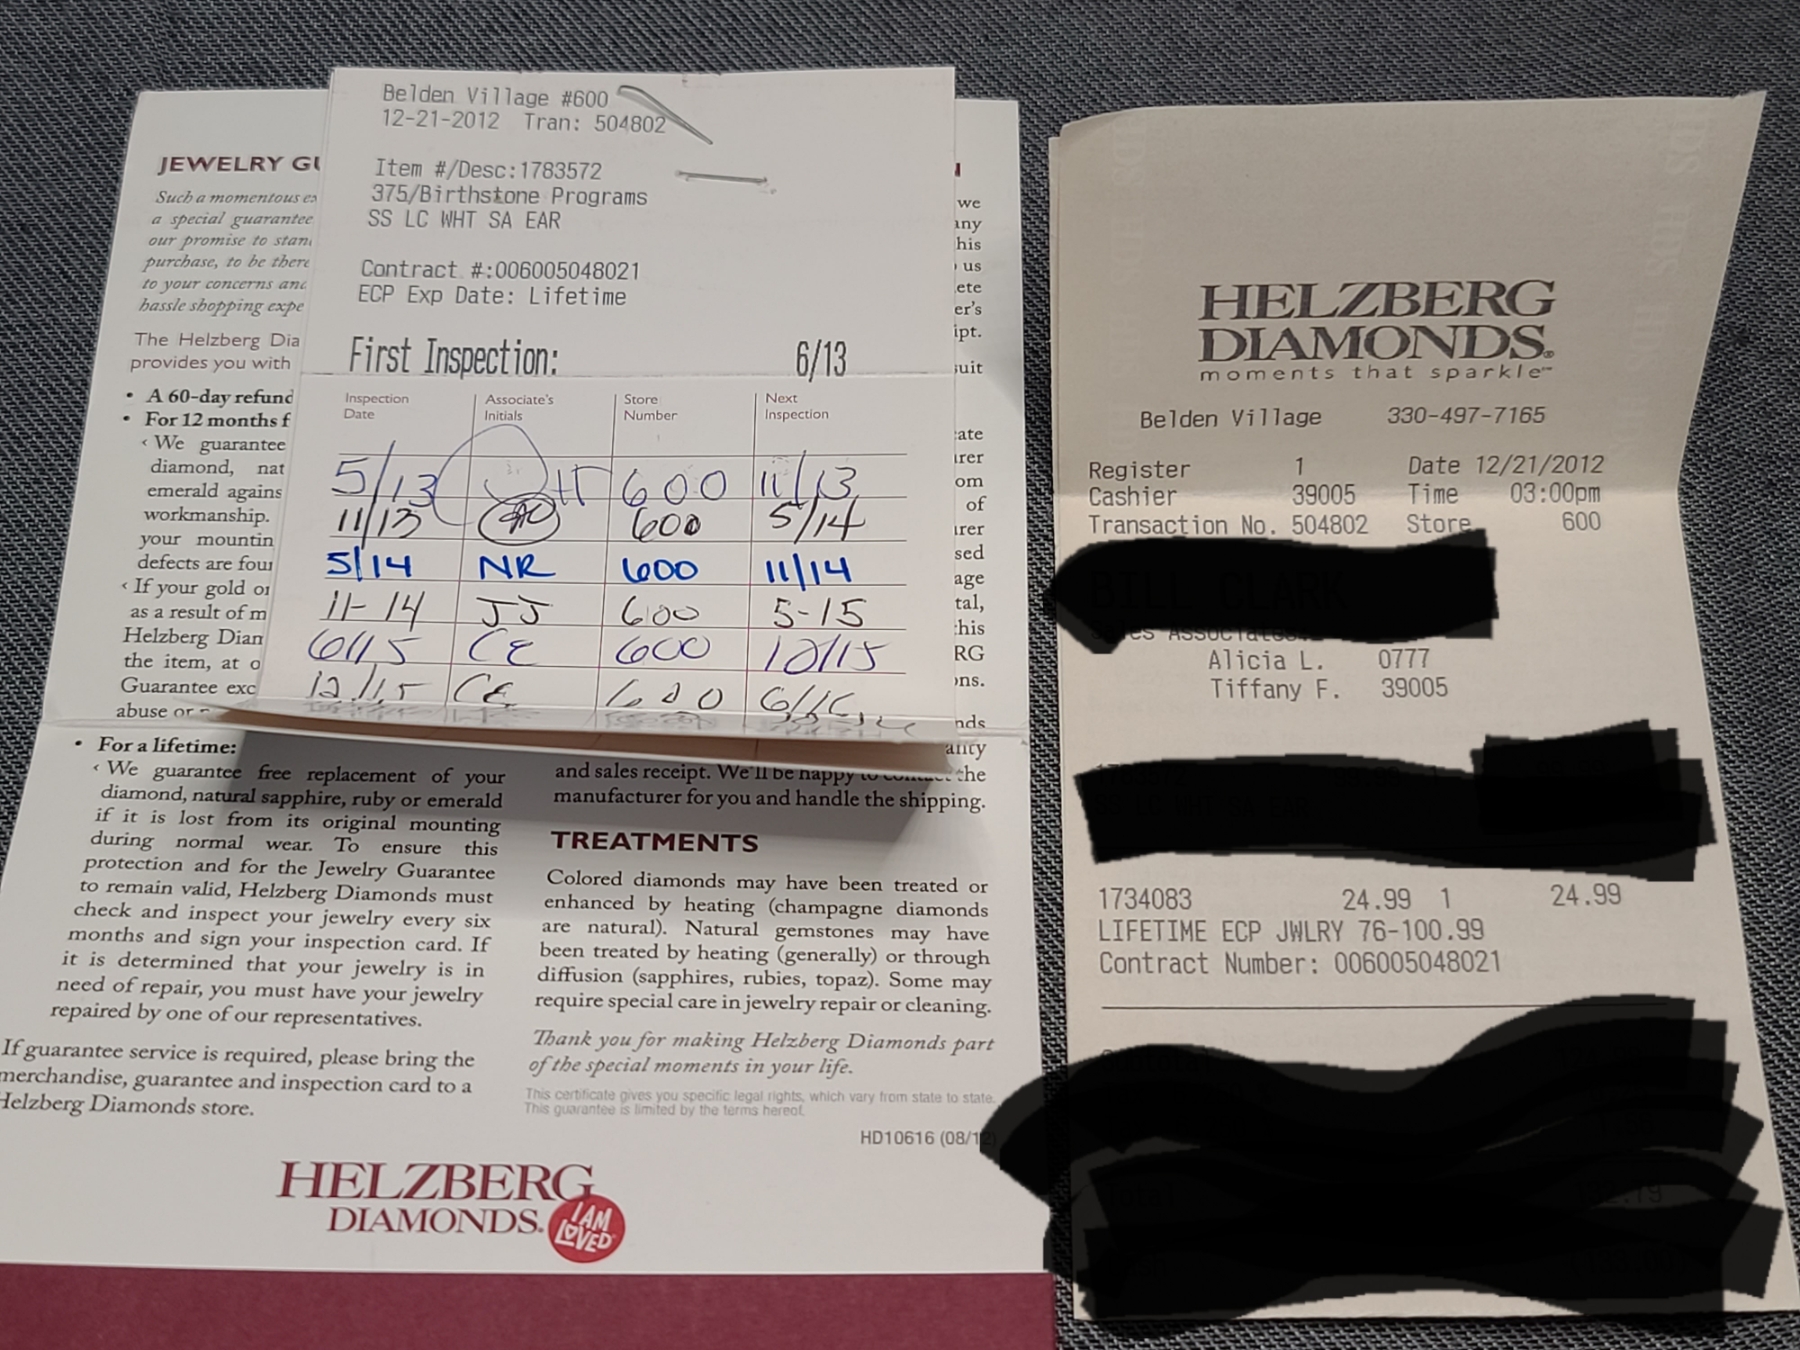 Belden Village #600
12-21-2012 Tran: 504802
Item #/Desc:1783572
375/Birthstone Programs
SS LC WHT SA EAR
Contract #:006005048021
ECP Exp Date: Lifetime
First Inspection: 6/13
Inspection Date Associate's Initials Store Number Next Inspection
5/13 600 11/13
11/13 600 5/14
5/14 NR 600 11/14
11-14 JJ 600 5-15
6/15 CE 600 12/15
12/15 CE 600 6/16
JEWELRY
Such a momentous
a special guarantee
our promise to
purchase, to be there
to your concerns
hassle shopping
The Helzberg
provides you with
• A 60-day
• For 12 months
‹ We guarantee
diamond,
emerald
workmanship.
your
defects are
‹ If your gold
as a result of
Helzberg
the item, at
Guarantee
abuse or
• For a lifetime:
‹ We guarantee free replacement of your
diamond, natural sapphire, ruby or emerald
if it is lost from its original mounting
during normal wear. To ensure this
protection and for the Jewelry Guarantee
to remain valid, Helzberg Diamonds must
check and inspect your jewelry every six
months and sign your inspection card. If
it is determined that your jewelry is in
need of repair, you must have your jewelry
repaired by one of our representatives.
If guarantee service is required, please bring the
merchandise, guarantee and inspection card to a
Helzberg Diamonds store.
we
us
of
and sales receipt. We'll be happy to contact the
manufacturer for you and handle the shipping.
TREATMENTS
Colored diamonds may have been treated or
enhanced by heating (champagne diamonds
are natural). Natural gemstones may have
been treated by heating (generally) or through
diffusion (sapphires, rubies, topaz). Some may
require special care in jewelry repair or cleaning.
Thank you for making Helzberg Diamonds part
of the special moments in your life.
This certificate gives you specific legal rights, which vary from state to state.
This guarantee is limited by the terms hereof.
HD10616 (08/12)
HELZBERG
DIAMONDS.
I AM
LOVED
HELZBERG
DIAMONDS®
moments that sparkle℠
Belden Village 330-497-7165
Register 1 Date 12/21/2012
Cashier 39005 Time 03:00pm
Transaction No. 504802 Store 600
Alicia L. 0777
Tiffany F. 39005
1734083 24.99 1 24.99
LIFETIME ECP JWLRY 76-100.99
Contract Number: 006005048021